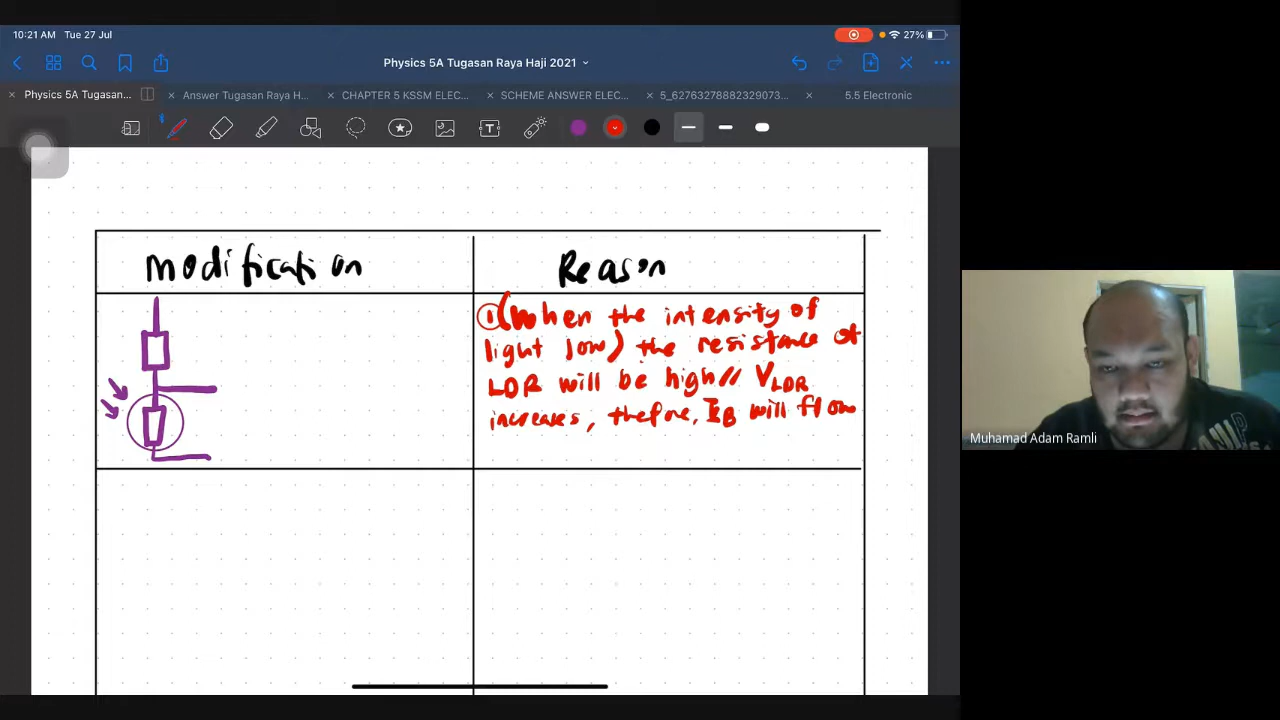 10:21 AM Tue 27 Jul
27%
Physics 5A Tugasan Raya Haji 2021
Physics 5A Tugasan...
Answer Tugasan Raya H...
CHAPTER 5 KSSM ELEC...
SCHEME ANSWER ELEC...
5_62763278882329073...
5.5 Electronic
modification
Reason
① (When the intensity of
light low) the resistance of
LDR will be high // VLDR
increases, therfore, IB will flow
Muhamad Adam Ramli